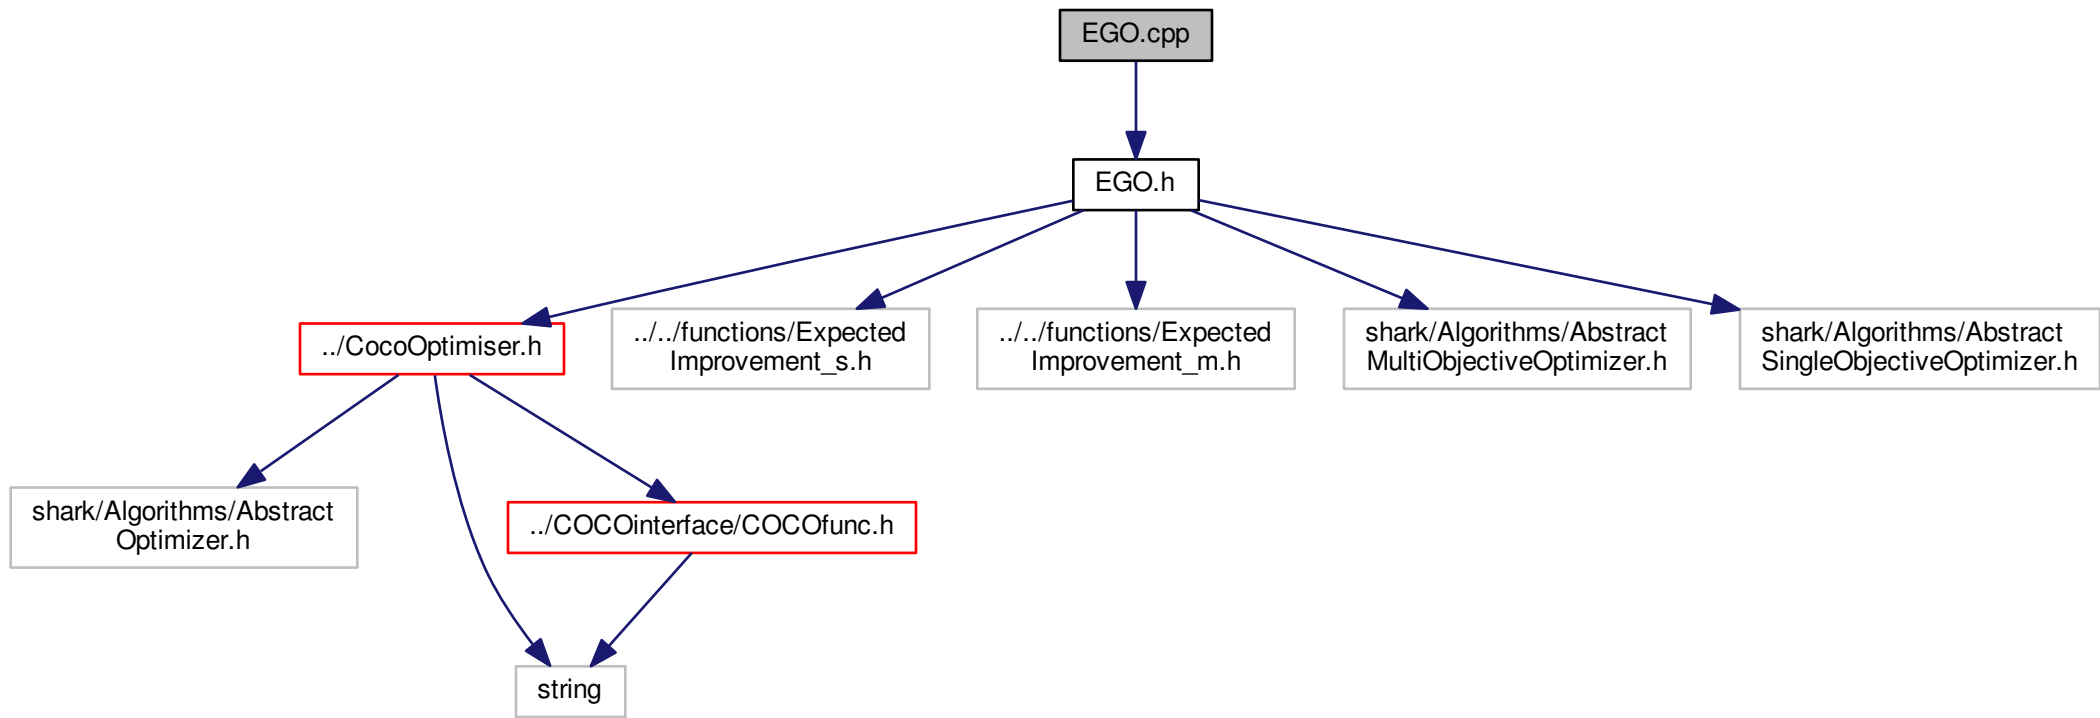 EGO.cpp
EGO.h
../CocoOptimiser.h
../../functions/Expected
Improvement_s.h
../../functions/Expected
Improvement_m.h
shark/Algorithms/Abstract
MultiObjectiveOptimizer.h
shark/Algorithms/Abstract
SingleObjectiveOptimizer.h
shark/Algorithms/Abstract
Optimizer.h
../COCOinterface/COCOfunc.h
string